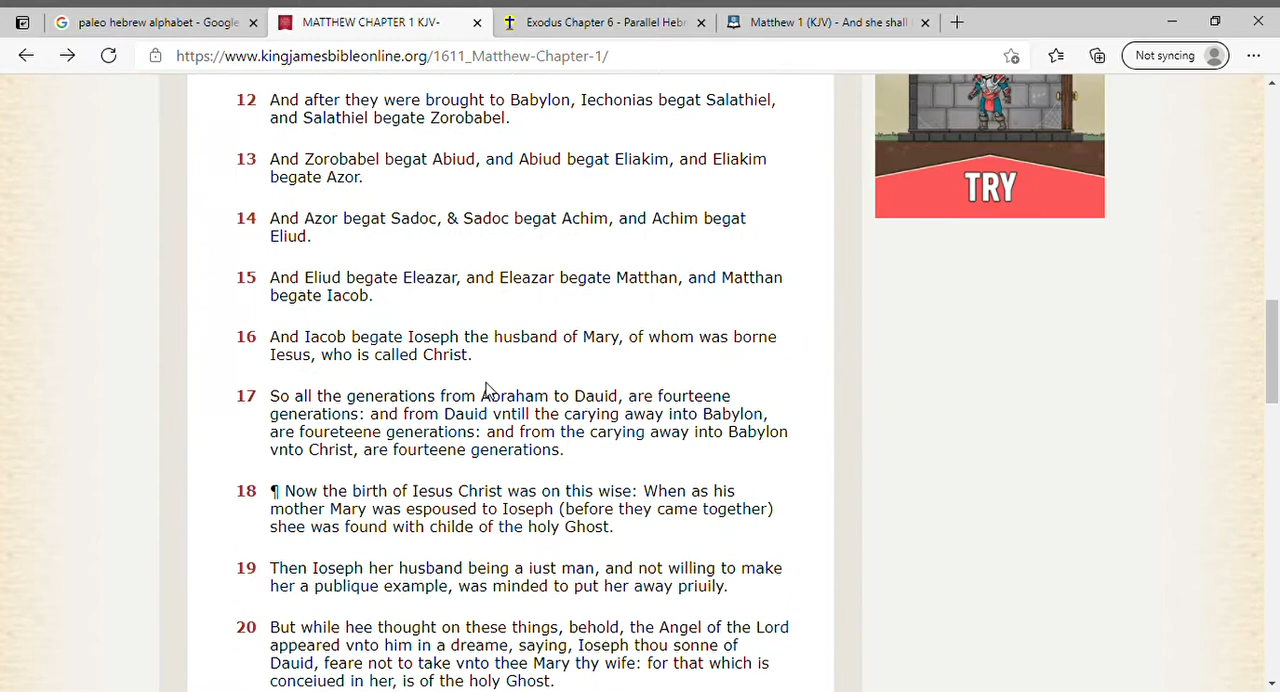 paleo hebrew alphabet - Google
MATTHEW CHAPTER 1 KJV-
Exodus Chapter 6 - Parallel Hebr
Matthew 1 (KJV) - And she shall
https://www.kingjamesbibleonline.org/1611_Matthew-Chapter-1/
Not syncing
12 And after they were brought to Babylon, Iechonias begat Salathiel,
and Salathiel begate Zorobabel.
13 And Zorobabel begat Abiud, and Abiud begat Eliakim, and Eliakim
begate Azor.
14 And Azor begat Sadoc, & Sadoc begat Achim, and Achim begat
Eliud.
15 And Eliud begate Eleazar, and Eleazar begate Matthan, and Matthan
begate Iacob.
16 And Iacob begate Ioseph the husband of Mary, of whom was borne
Iesus, who is called Christ.
17 So all the generations from Abraham to Dauid, are fourteene
generations: and from Dauid vntill the carying away into Babylon,
are foureteene generations: and from the carying away into Babylon
vnto Christ, are fourteene generations.
18 ¶ Now the birth of Iesus Christ was on this wise: When as his
mother Mary was espoused to Ioseph (before they came together)
shee was found with childe of the holy Ghost.
19 Then Ioseph her husband being a iust man, and not willing to make
her a publique example, was minded to put her away priuily.
20 But while hee thought on these things, behold, the Angel of the Lord
appeared vnto him in a dreame, saying, Ioseph thou sonne of
Dauid, feare not to take vnto thee Mary thy wife: for that which is
conceiued in her, is of the holy Ghost.
TRY